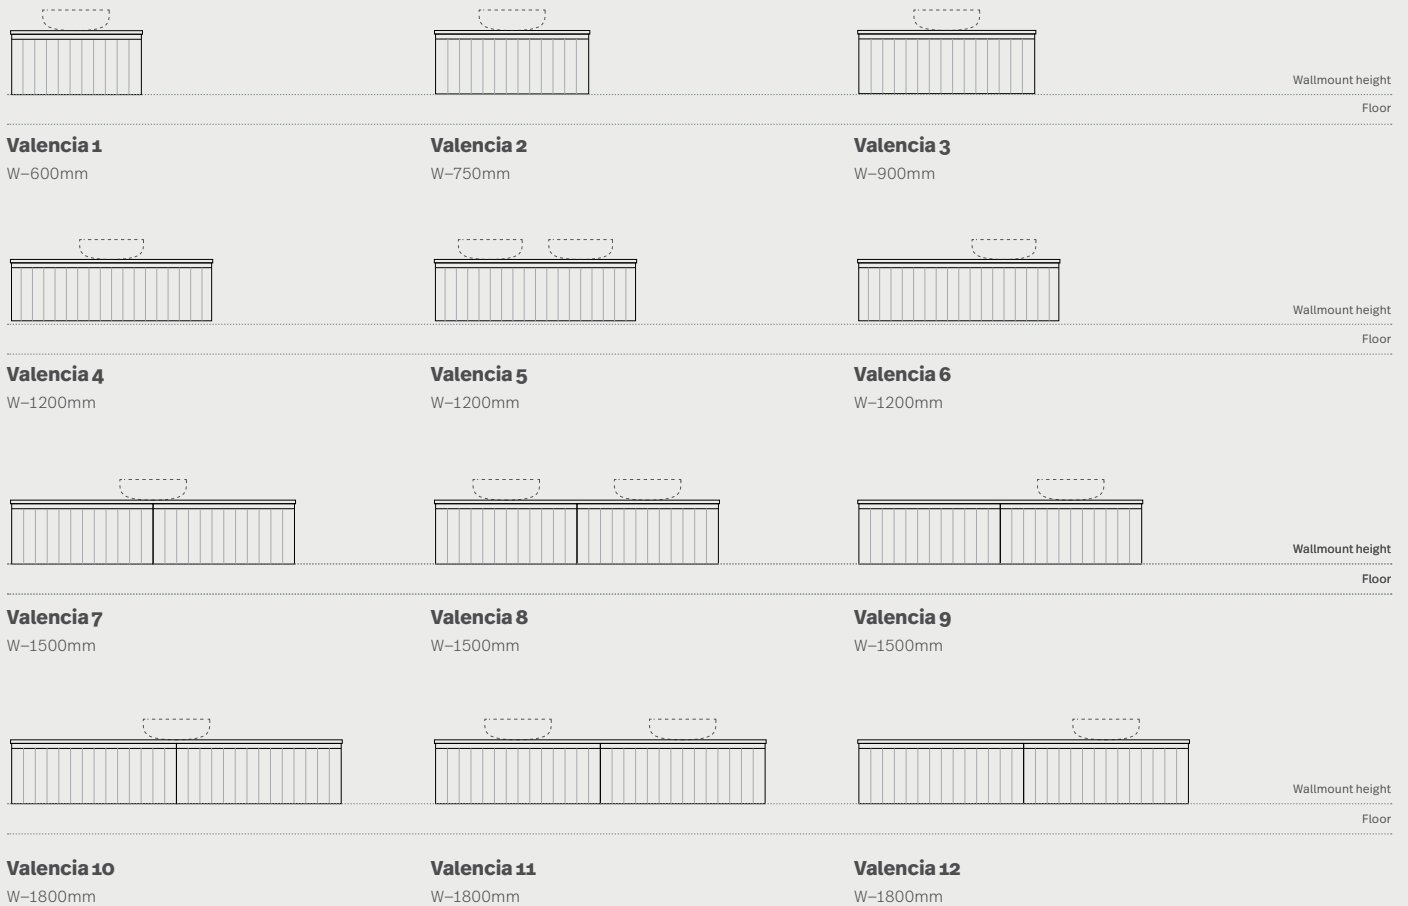 Wallmount height
Floor
Valencia 1
Valencia 2
Valencia 3
W–600mm
W–750mm
W–900mm
Wallmount height
Floor
Valencia 4
Valencia 5
Valencia 6
W–1200mm
W–1200mm
W–1200mm
Wallmount height
Floor
Valencia 7
Valencia 8
Valencia 9
W–1500mm
W–1500mm
W–1500mm
Wallmount height
Floor
Valencia 10
Valencia 11
Valencia 12
W–1800mm
W–1800mm
W–1800mm